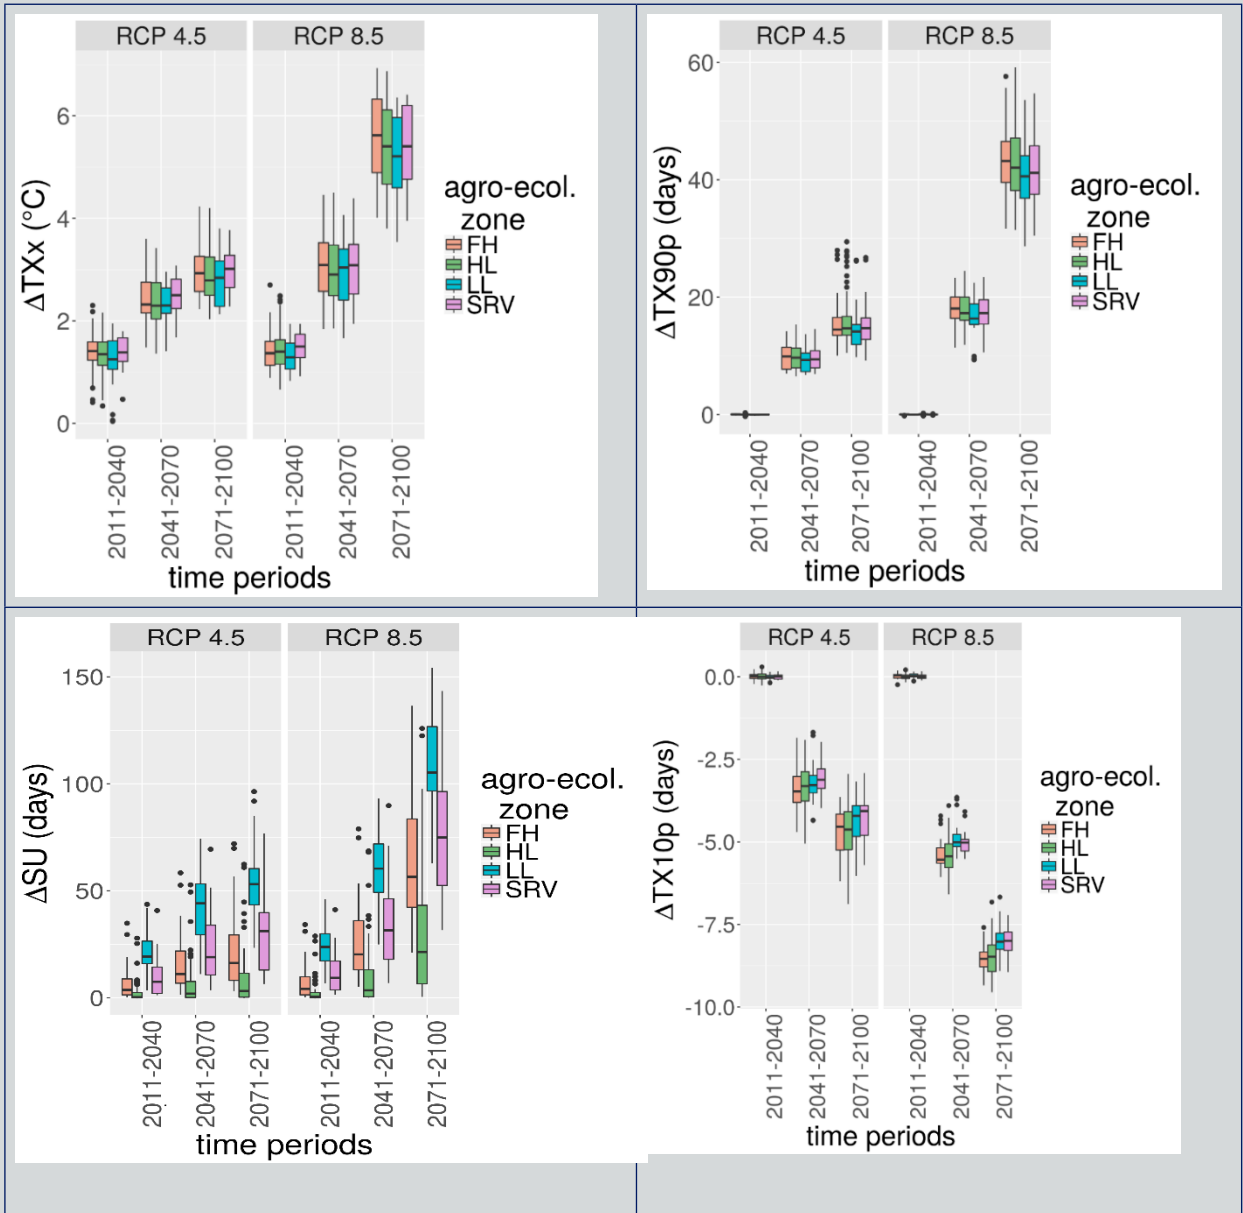 RCP 4.5 RCP 8.5
6
4
2
0
ΔTXx (°C)
agro-ecol.
zone
FH
HL
LL
SRV
2011-2040 2041-2070 2071-2100 2011-2040 2041-2070 2071-2100
time periods
RCP 4.5 RCP 8.5
60
40
20
0
ΔTX90p (days)
agro-ecol.
zone
FH
HL
LL
SRV
2011-2040 2041-2070 2071-2100 2011-2040 2041-2070 2071-2100
time periods
RCP 4.5 RCP 8.5
150
100
50
0
ΔSU (days)
agro-ecol.
zone
FH
HL
LL
SRV
2011-2040 2041-2070 2071-2100 2011-2040 2041-2070 2071-2100
time periods
RCP 4.5 RCP 8.5
0.0
-2.5
-5.0
-7.5
-10.0
ΔTX10p (days)
agro-ecol.
zone
FH
HL
LL
SRV
2011-2040 2041-2070 2071-2100 2011-2040 2041-2070 2071-2100
time periods